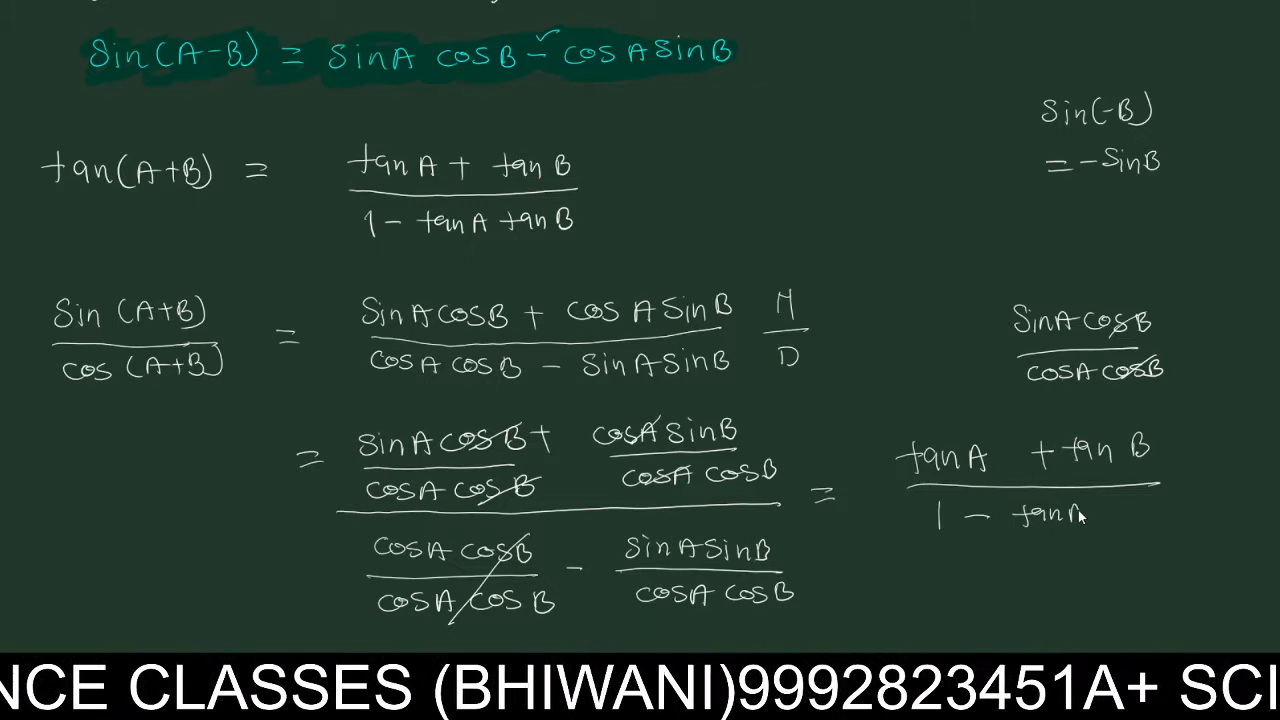 Sin(A-B) = SinA cosB - cosA SinB
Sin(-B)
= -SinB
tan(A+B) = tanA + tanB
1 - tanA tanB
Sin (A+B) = SinA cosB + cosA SinB N
cos (A+B) cosA cosB - SinA SinB D
SinA cosB
cosA cosB
= SinA cosB + cosA SinB
cosA cosB cosA cosB
cosA cosB - SinA SinB
cosA cosB cosA cosB
= tanA + tanB
1 - tanA
NCE CLASSES (BHIWANI)9992823451A+ SCI